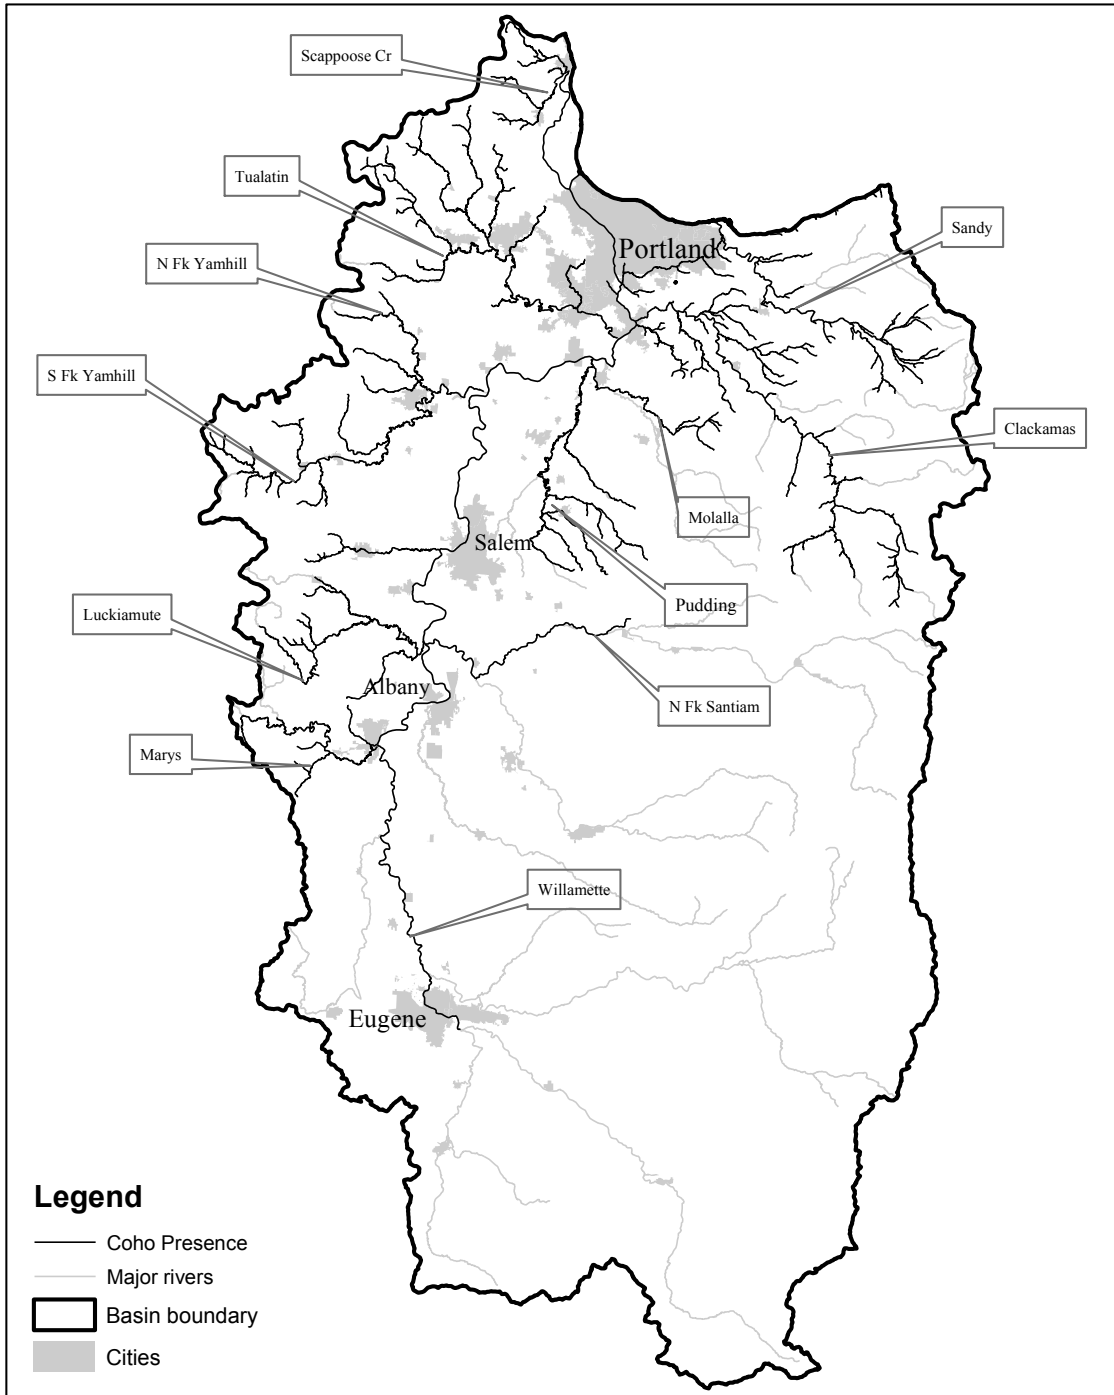 Scappoose Cr
Tualatin
Portland
Sandy
N Fk Yamhill
S Fk Yamhill
Clackamas
Molalla
Salem
Pudding
Luckiamute
Albany
N Fk Santiam
Marys
Willamette
Eugene
Legend
Coho Presence
Major rivers
Basin boundary
Cities